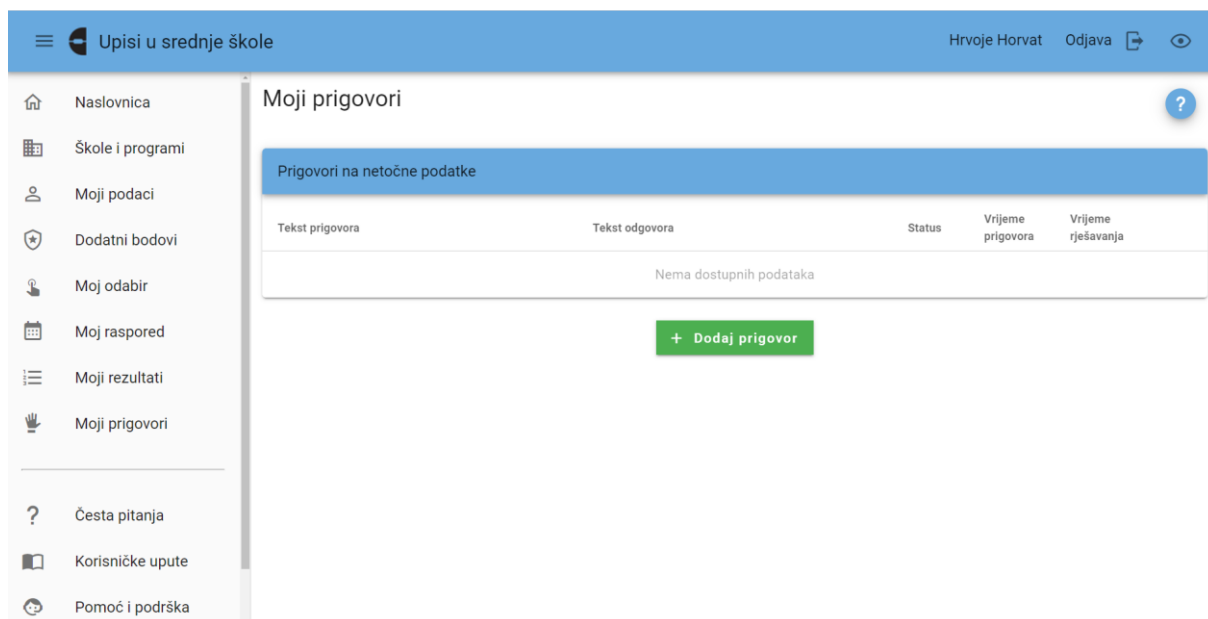 Upisi u srednje škole
Hrvoje Horvat Odjava
Naslovnica
Škole i programi
Moji podaci
Dodatni bodovi
Moj odabir
Moj raspored
Moji rezultati
Moji prigovori
Česta pitanja
Korisničke upute
Pomoć i podrška
Moji prigovori
?
Prigovori na netočne podatke
Tekst prigovora Tekst odgovora Status Vrijeme prigovora Vrijeme rješavanja
Nema dostupnih podataka
+ Dodaj prigovor